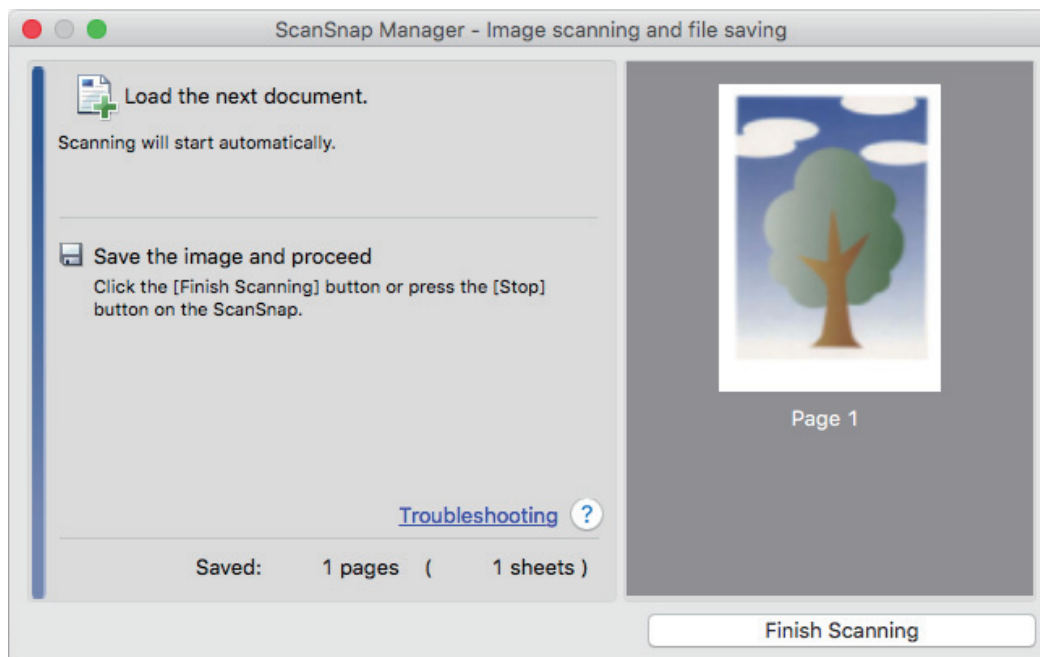 ScanSnap Manager - Image scanning and file saving
Load the next document.
Scanning will start automatically.
Save the image and proceed
Click the [Finish Scanning] button or press the [Stop]
button on the ScanSnap.
Page 1
Troubleshooting ?
Saved: 1 pages ( 1 sheets )
Finish Scanning